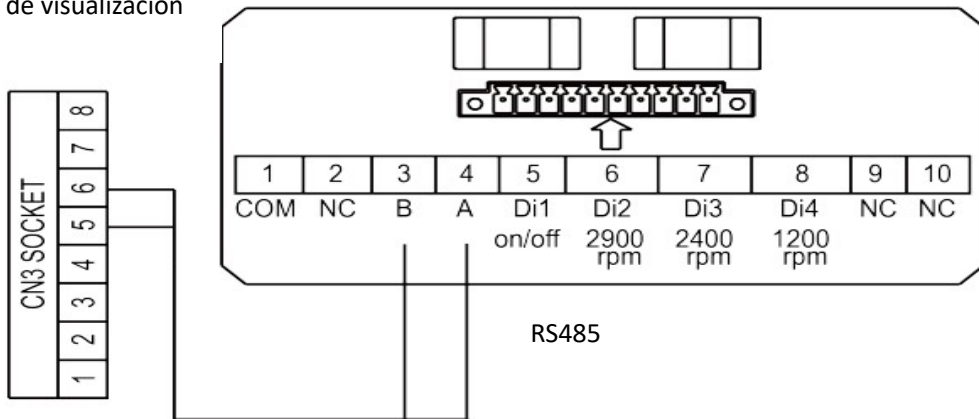 de visualización
1 2 3 4 5 6 7 8 9 10
COM NC B A Di1 Di2 Di3 Di4 NC NC
on/off 2900 2400 1200
rpm rpm rpm
CN3 SOCKET
8
7
6
5
4
3
2
1
RS485